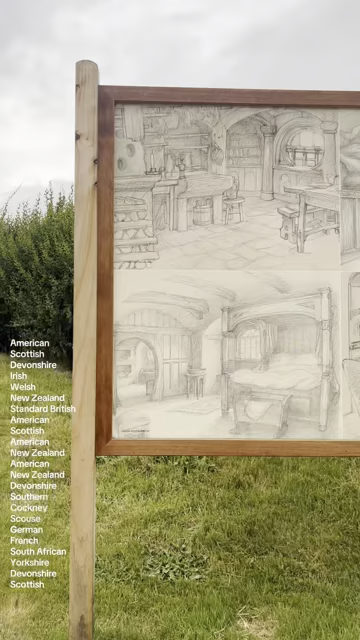 American
Scottish
Devonshire
Irish
Welsh
New Zealand
Standard British
American
Scottish
American
New Zealand
American
New Zealand
Devonshire
Southern
Cockney
Scouse
German
French
South African
Yorkshire
Devonshire
Scottish